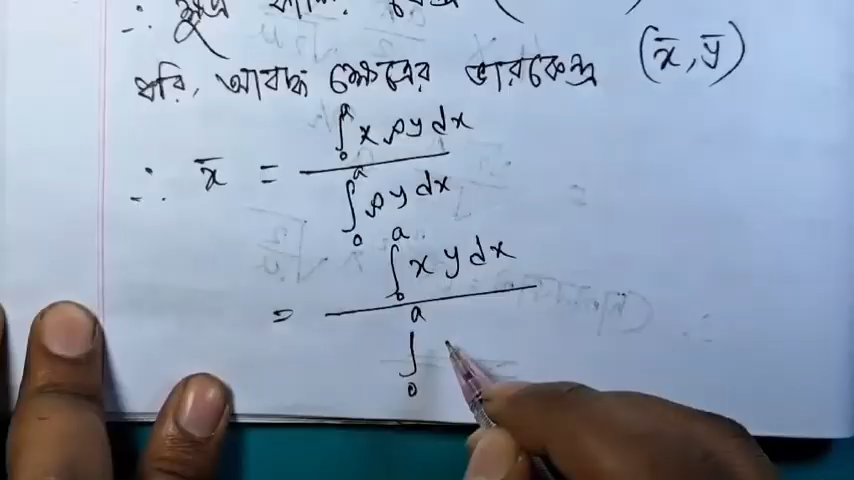 ∴ ক্ষুদ্র
ধরি, আবদ্ধ ক্ষেত্রের ভারকেন্দ্র (x̄, ȳ)
∴ x̄ = ∫₀ᵃ x ρ y dx / ∫₀ᵃ ρ y dx
= ∫₀ᵃ x y dx / ∫₀ᵃ